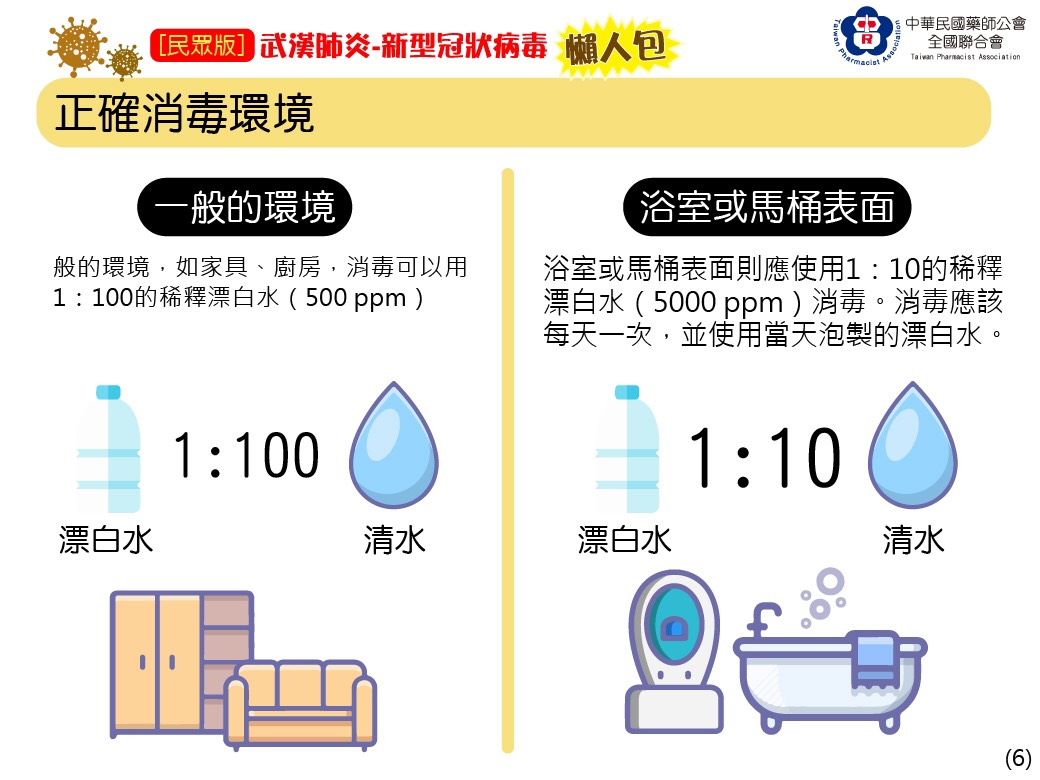 [民眾版] 武漢肺炎-新型冠狀病毒 懶人包
中華民國藥師公會
全國聯合會
Taiwan Pharmacist Association
Taiwan Pharmacist Association
正確消毒環境
一般的環境
般的環境，如家具、廚房，消毒可以用
1：100的稀釋漂白水（500 ppm）
1:100
漂白水
清水
浴室或馬桶表面
浴室或馬桶表面則應使用1：10的稀釋
漂白水（5000 ppm）消毒。消毒應該
每天一次，並使用當天泡製的漂白水。
1:10
漂白水
清水
(6)